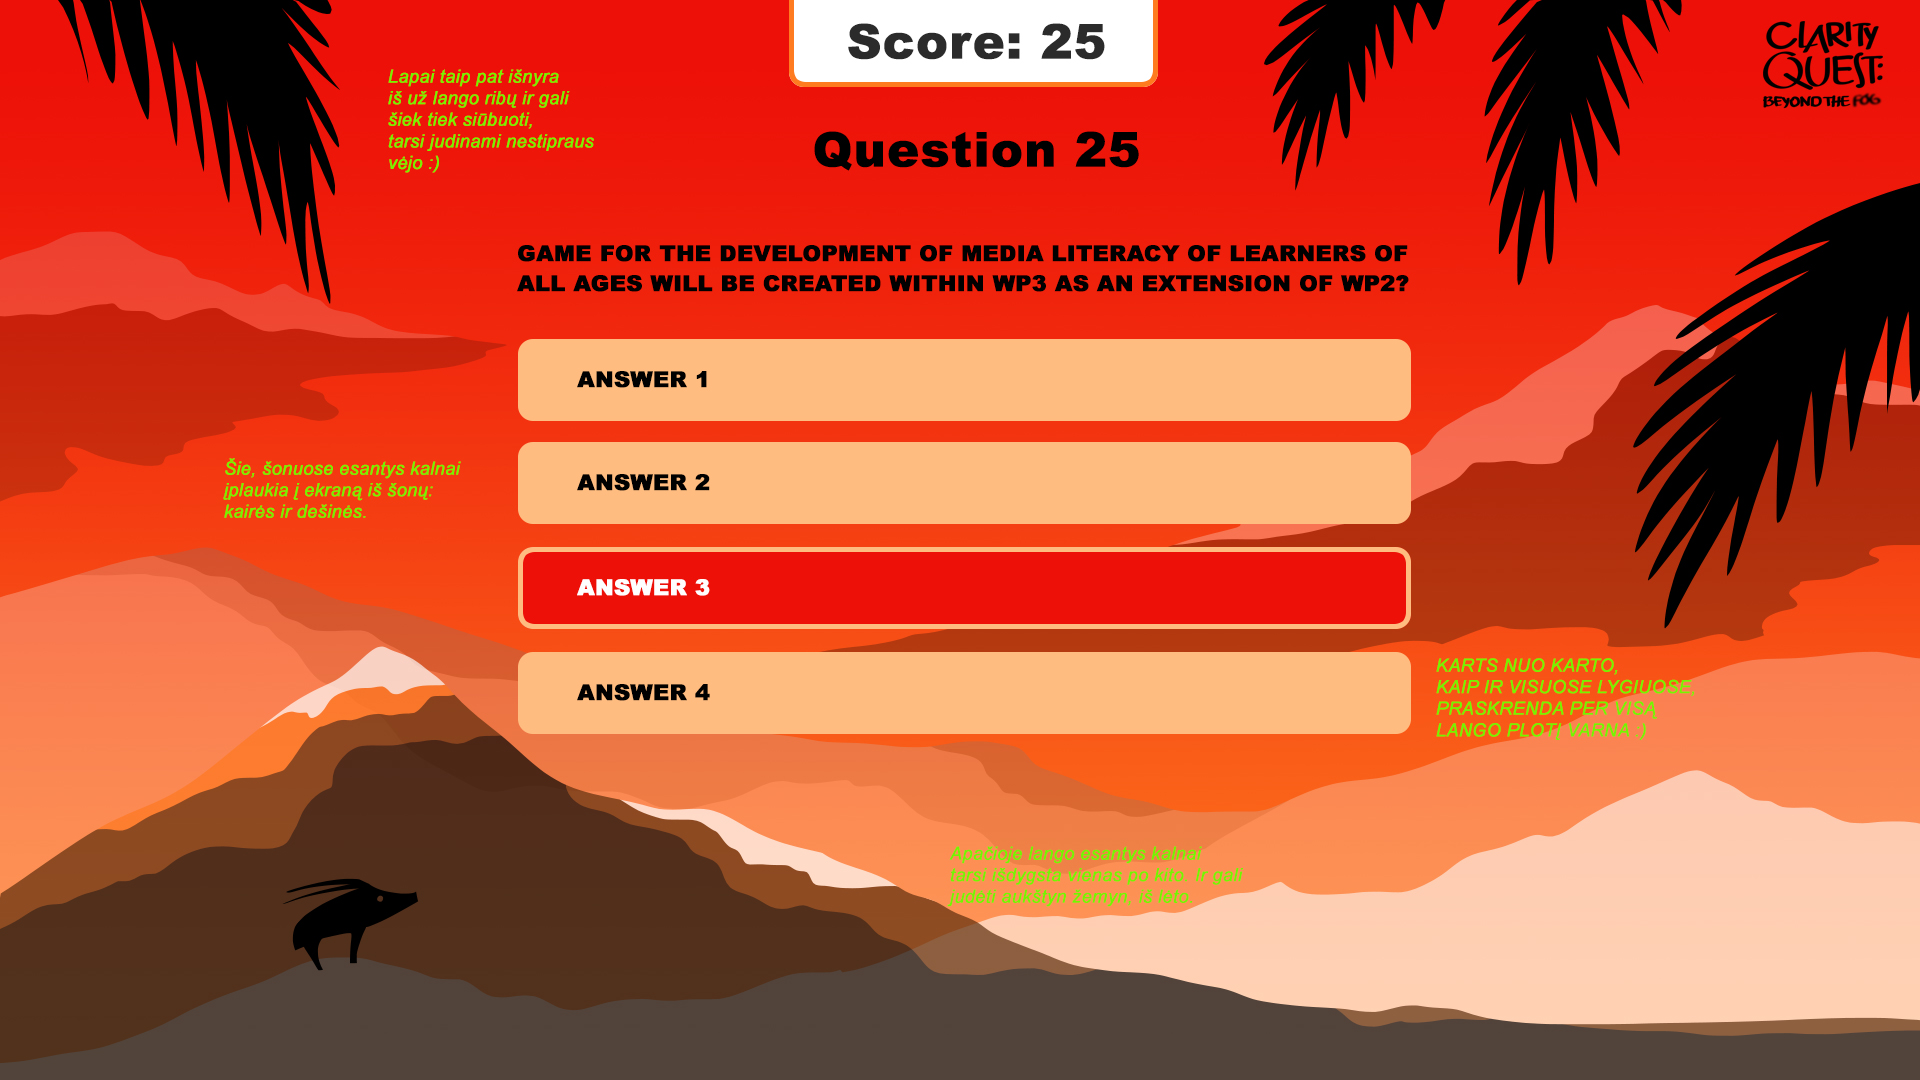 Score: 25
CLARITY
QUEST:
BEYOND THE FOG
Lapai taip pat išnyra
iš už lango ribų ir gali
šiek tiek siūbuoti,
tarsi judinami nestipraus
vėjo :)
Question 25
GAME FOR THE DEVELOPMENT OF MEDIA LITERACY OF LEARNERS OF
ALL AGES WILL BE CREATED WITHIN WP3 AS AN EXTENSION OF WP2?
ANSWER 1
Šie, šonuose esantys kalnai
įplaukia į ekraną iš šonų:
kairės ir dešinės.
ANSWER 2
ANSWER 3
ANSWER 4
KARTS NUO KARTO,
KAIP IR VISUOSE LYGIUOSE,
PRASKRENDA PER VISĄ
LANGO PLOTĮ VARNA :)
Apačioje lango esantys kalnai
tarsi išdygsta vienas po kito. Ir gali
judėti aukštyn žemyn, iš lėto.